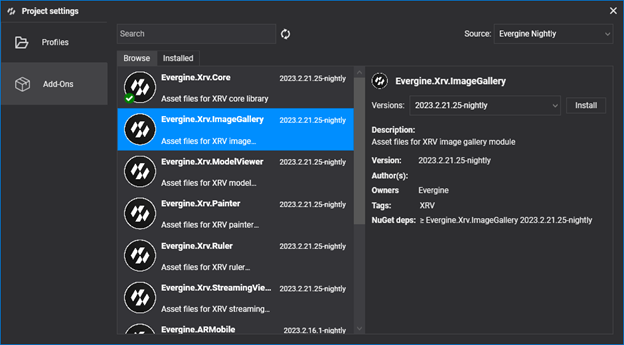 Project settings
Profiles
Add-Ons
Search
Source: Evergine Nightly
Browse Installed
Evergine.Xrv.Core 2023.2.21.25-nightly
Asset files for XRV core library
Evergine.Xrv.ImageGallery 2023.2.21.25-nightly
Asset files for XRV image...
Evergine.Xrv.ModelViewer 2023.2.21.25-nightly
Asset files for XRV model...
Evergine.Xrv.Painter 2023.2.21.25-nightly
Asset files for XRV painter...
Evergine.Xrv.Ruler 2023.2.21.25-nightly
Asset files for XRV ruler...
Evergine.Xrv.StreamingVie... 2023.2.21.25-nightly
Asset files for XRV streaming...
Evergine.ARMobile 2023.2.16.1-nightly
Evergine.Xrv.ImageGallery
Versions: 2023.2.21.25-nightly Install
Description:
Asset files for XRV image gallery module
Version: 2023.2.21.25-nightly
Author(s):
Owners Evergine
Tags: XRV
NuGet deps: ≥ Evergine.Xrv.ImageGallery 2023.2.21.25-nightly